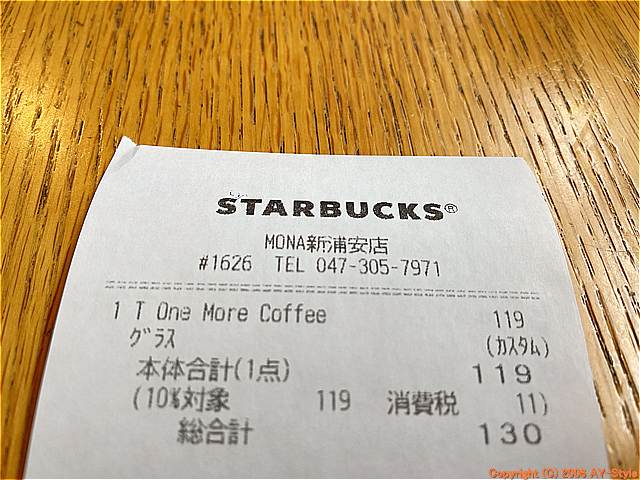 STARBUCKS®
MONA新浦安店
#1626 TEL 047-305-7971
1 T One More Coffee 119
グラス (カスタム)
本体合計(1点) 119
(10%対象 119 消費税 11)
総合計 130
Copyright (C) 2006 AY-Style